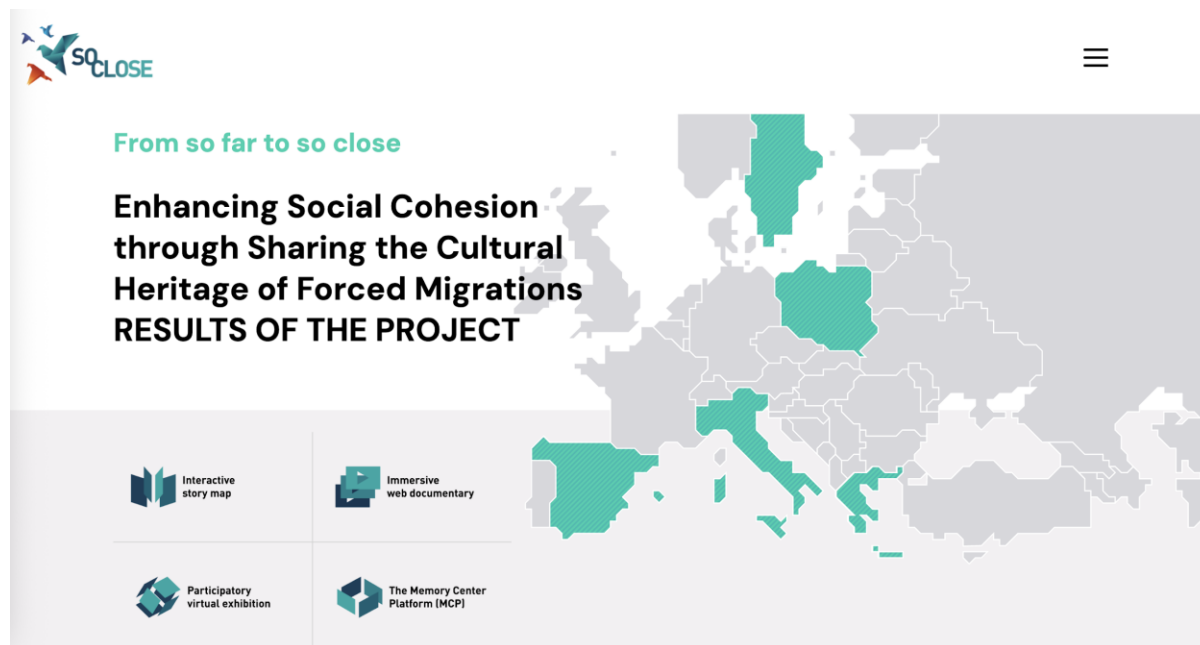 SO
CLOSE
From so far to so close
Enhancing Social Cohesion
through Sharing the Cultural
Heritage of Forced Migrations
RESULTS OF THE PROJECT
Interactive
story map
Immersive
web documentary
Participatory
virtual exhibition
The Memory Center
Platform (MCP)